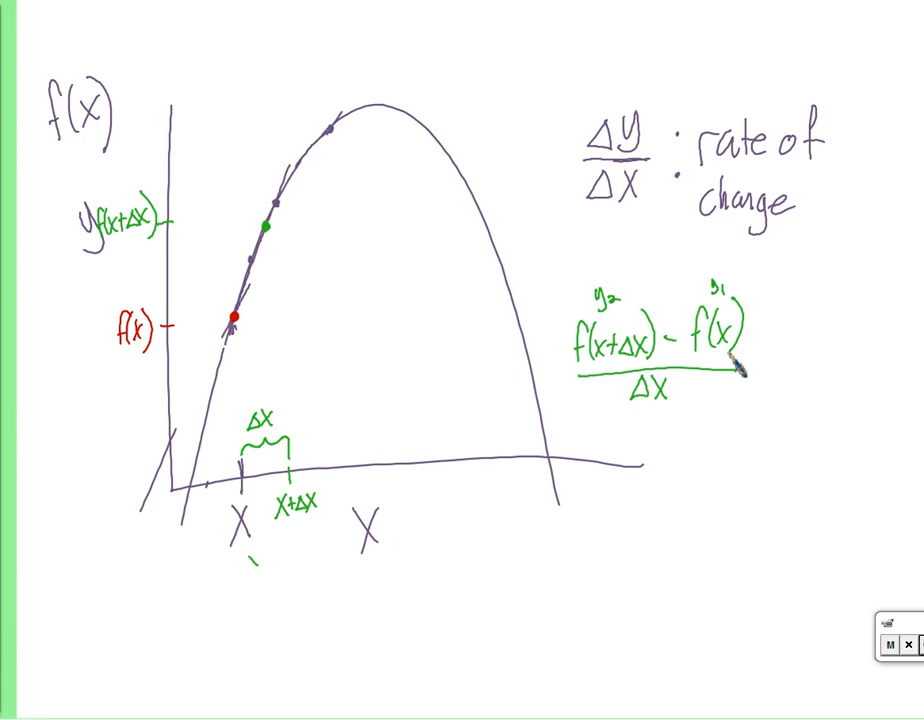 f(x)
y
f(x+Δx)
f(x)
Δx
x
x+Δx
x
Δy
Δx
: rate of
change
y2
y1
f(x+Δx) - f(x)
Δx
M
×